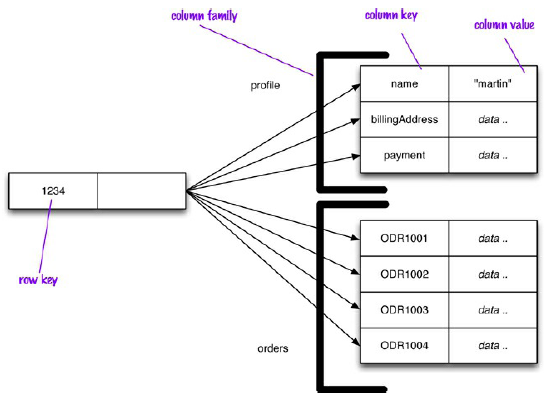 column family
column key
column value
profile
name "martin"
billingAddress data ..
payment data ..
1234
row key
ODR1001 data ..
ODR1002 data ..
ODR1003 data ..
ODR1004 data ..
orders